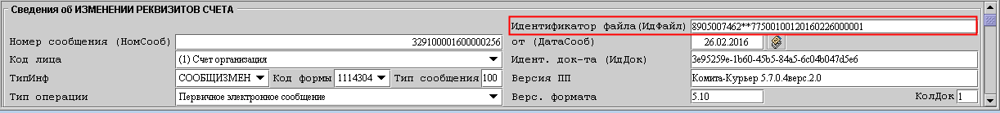 Сведения об ИЗМЕНЕНИИ РЕКВИЗИТОВ СЧЕТА
Идентификатор файла(ИдФайл) 8905007462**77500100120160226000001
Номер сообщения (НомСооб) 329100001600000256 от (ДатаСооб) 26.02.2016
Код лица (1) Счет организация Идент. док-та (ИдДок) 3e95259e-1b60-45b5-84a5-6c04b047d5e6
ТипИнф СООБЩИЗМЕН Код формы 1114304 Тип сообщения 100 Версия ПП Комита-Курьер 5.7.0.4верс.2.0
Тип операции Первичное электронное сообщение Верс. формата 5.10 КолДок 1